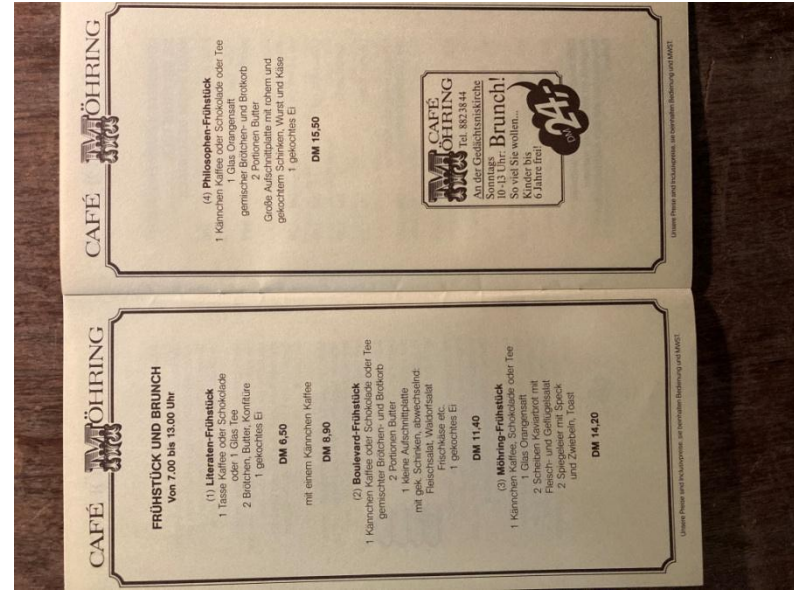 CAFÉ MÖHRING
Altes
FRÜHSTÜCK UND BRUNCH
Von 7.00 bis 13.00 Uhr
(1) Literaten-Frühstück
1 Tasse Kaffee oder Schokolade
oder 1 Glas Tee
2 Brötchen, Butter, Konfitüre
1 gekochtes Ei
DM 6,50
mit einem Kännchen Kaffee
DM 8,90
(2) Boulevard-Frühstück
1 Kännchen Kaffee oder Schokolade oder Tee
gemischter Brötchen- und Brotkorb
2 Portionen Butter
1 kleine Aufschnittplatte
mit gek. Schinken, abwechselnd:
Fleischsalat, Waldorfsalat
Frischkäse etc.
1 gekochtes Ei
DM 11,40
(3) Möhring-Frühstück
1 Kännchen Kaffee, Schokolade oder Tee
1 Glas Orangensaft
2 Scheiben Kaviarbrot mit
Fleisch- und Geflügelsalat
2 Spiegeleier mit Speck
und Zwiebeln, Toast
DM 14,20
Unsere Preise sind Inclusivpreise, sie beinhalten Bedienung und MWST.
CAFÉ MÖHRING
Altes
(4) Philosophen-Frühstück
1 Kännchen Kaffee oder Schokolade oder Tee
1 Glas Orangensaft
gemischter Brötchen- und Brotkorb
2 Portionen Butter
Große Aufschnittplatte mit rohem und
gekochtem Schinken, Wurst und Käse
1 gekochtes Ei
DM 15,50
CAFÉ
MÖHRING
Altes Tel. 8823844
An der Gedächtniskirche
Sonntags
10-13 Uhr: Brunch!
So viel Sie wollen...
Kinder bis
6 Jahre frei!
DM 24,-
Unsere Preise sind Inclusivpreise, sie beinhalten Bedienung und MWST.